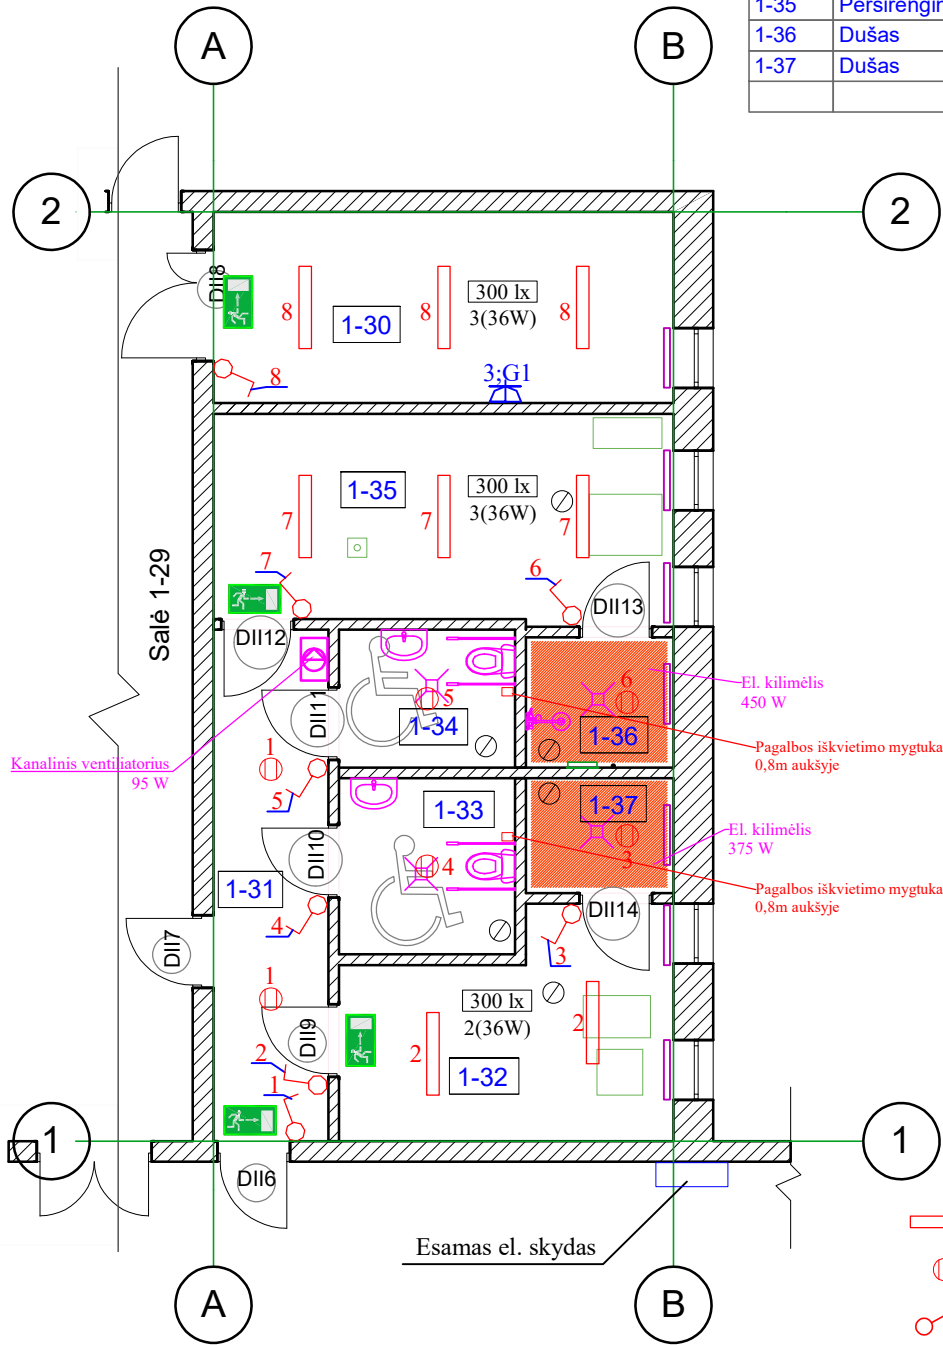 1-35
1-36 Dušas
1-37 Dušas
A
B
2
2
DII8
8
8
8
300 lx
3(36W)
1-30
8
3;G1
1-35
300 lx
3(36W)
7
7
7
7
6
Salė 1-29
DII12
DII13
DII11
5
1-34
6
1-36
El. kilimėlis
450 W
Pagalbos iškvietimo mygtukas
0,8m aukšyje
Kanalinis ventiliatorius
95 W
1
5
1-33
1-37
3
El. kilimėlis
375 W
DII10
4
1-31
4
Pagalbos iškvietimo mygtukas
0,8m aukšyje
DII14
3
DII7
1
300 lx
2(36W)
2
2
DII9
1-32
2
1
1
1
DII6
Esamas el. skydas
A
B